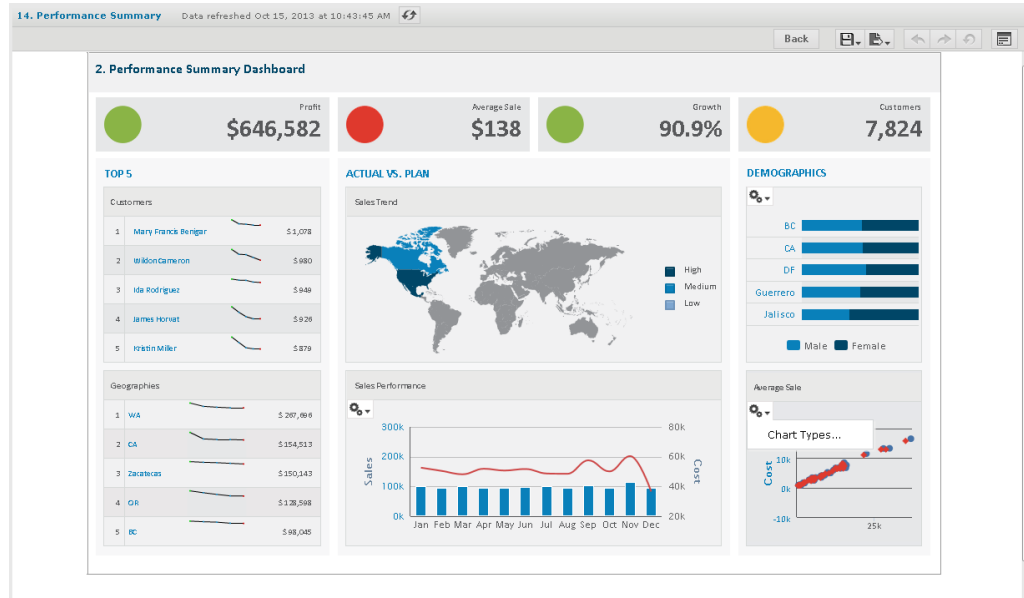 14. Performance Summary Data refreshed Oct 15, 2013 at 10:43:45 AM
Back
2. Performance Summary Dashboard
Profit
$646,582
Average Sale
$138
Growth
90.9%
Customers
7,824
TOP 5
Customers
1 Mary Francis Benigar $1,078
2 Wildon Cameron $980
3 Ida Rodriguez $949
4 James Horvat $926
5 Kristin Miller $879
Geographies
1 WA $267,696
2 CA $154,513
3 Zacatecas $150,143
4 OR $128,598
5 BC $98,045
ACTUAL VS. PLAN
Sales Trend
High
Medium
Low
Sales Performance
300k 80k
200k 60k
100k 40k
0k 20k
Sales
Cost
Jan Feb Mar Apr May Jun Jul Aug Sep Oct Nov Dec
DEMOGRAPHICS
BC
CA
DF
Guerrero
Jalisco
Male Female
Average Sale
Chart Types...
Cost
10k
0k
-10k
25k